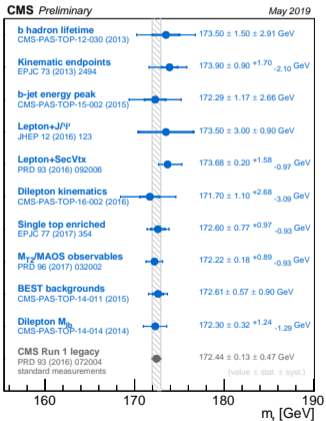 CMS Preliminary May 2019
b hadron lifetime
CMS-PAS-TOP-12-030 (2013)
173.50 ± 1.50 ± 2.91 GeV
Kinematic endpoints
EPJC 73 (2013) 2494
173.90 ± 0.90 +1.70 -2.10 GeV
b-jet energy peak
CMS-PAS-TOP-15-002 (2015)
172.29 ± 1.17 ± 2.66 GeV
Lepton+J/Ψ
JHEP 12 (2016) 123
173.50 ± 3.00 ± 0.90 GeV
Lepton+SecVtx
PRD 93 (2016) 092006
173.68 ± 0.20 +1.58 -0.97 GeV
Dilepton kinematics
CMS-PAS-TOP-16-002 (2016)
171.70 ± 1.10 +2.68 -3.09 GeV
Single top enriched
EPJC 77 (2017) 354
172.60 ± 0.77 +0.97 -0.93 GeV
MT2/MAOS observables
PRD 96 (2017) 032002
172.22 ± 0.18 +0.89 -0.93 GeV
BEST backgrounds
CMS-PAS-TOP-14-011 (2015)
172.61 ± 0.57 ± 0.90 GeV
Dilepton Mlb
CMS-PAS-TOP-14-014 (2014)
172.30 ± 0.32 +1.24 -1.29 GeV
CMS Run 1 legacy
PRD 93 (2016) 072004
standard measurements
172.44 ± 0.13 ± 0.47 GeV
(value ± stat. ± syst.)
160 170 180 190
mt [GeV]